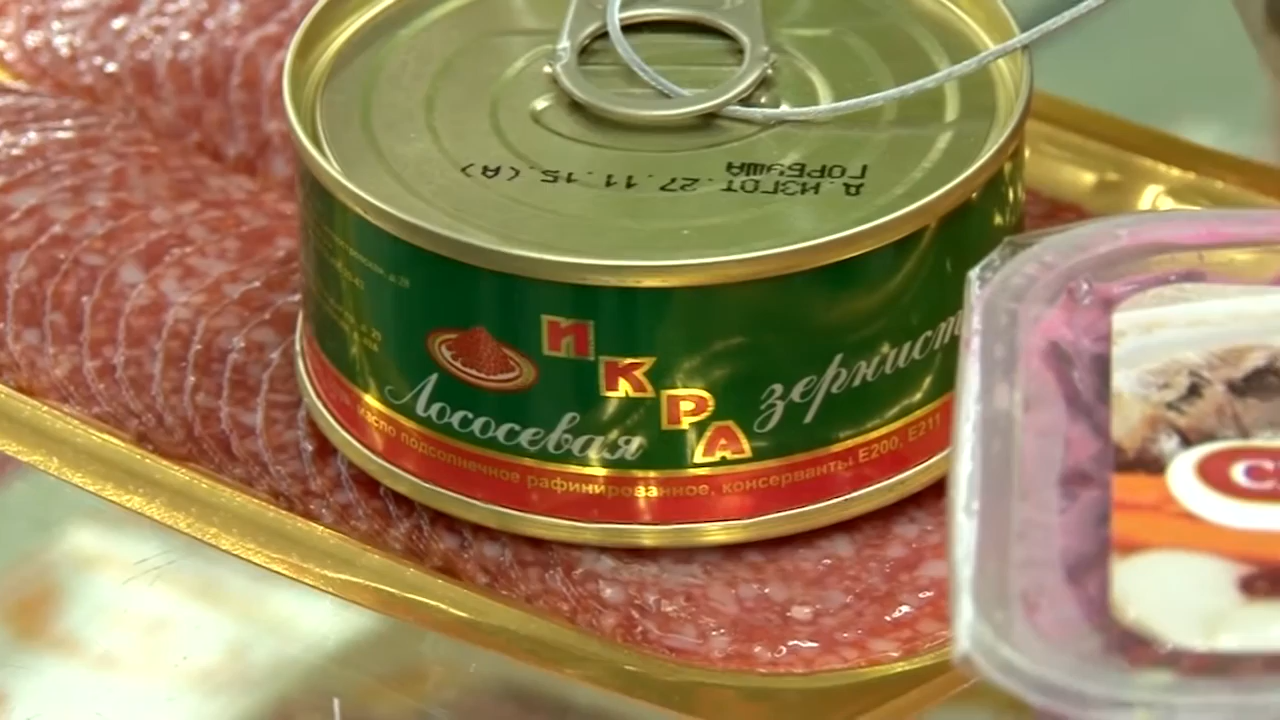 Д.ИЗГОТ.27.11.15.(А)
ГОРБУША
ИКРА
Лососевая
зернист
масло подсолнечное рафинированное, консерванты Е200, Е211